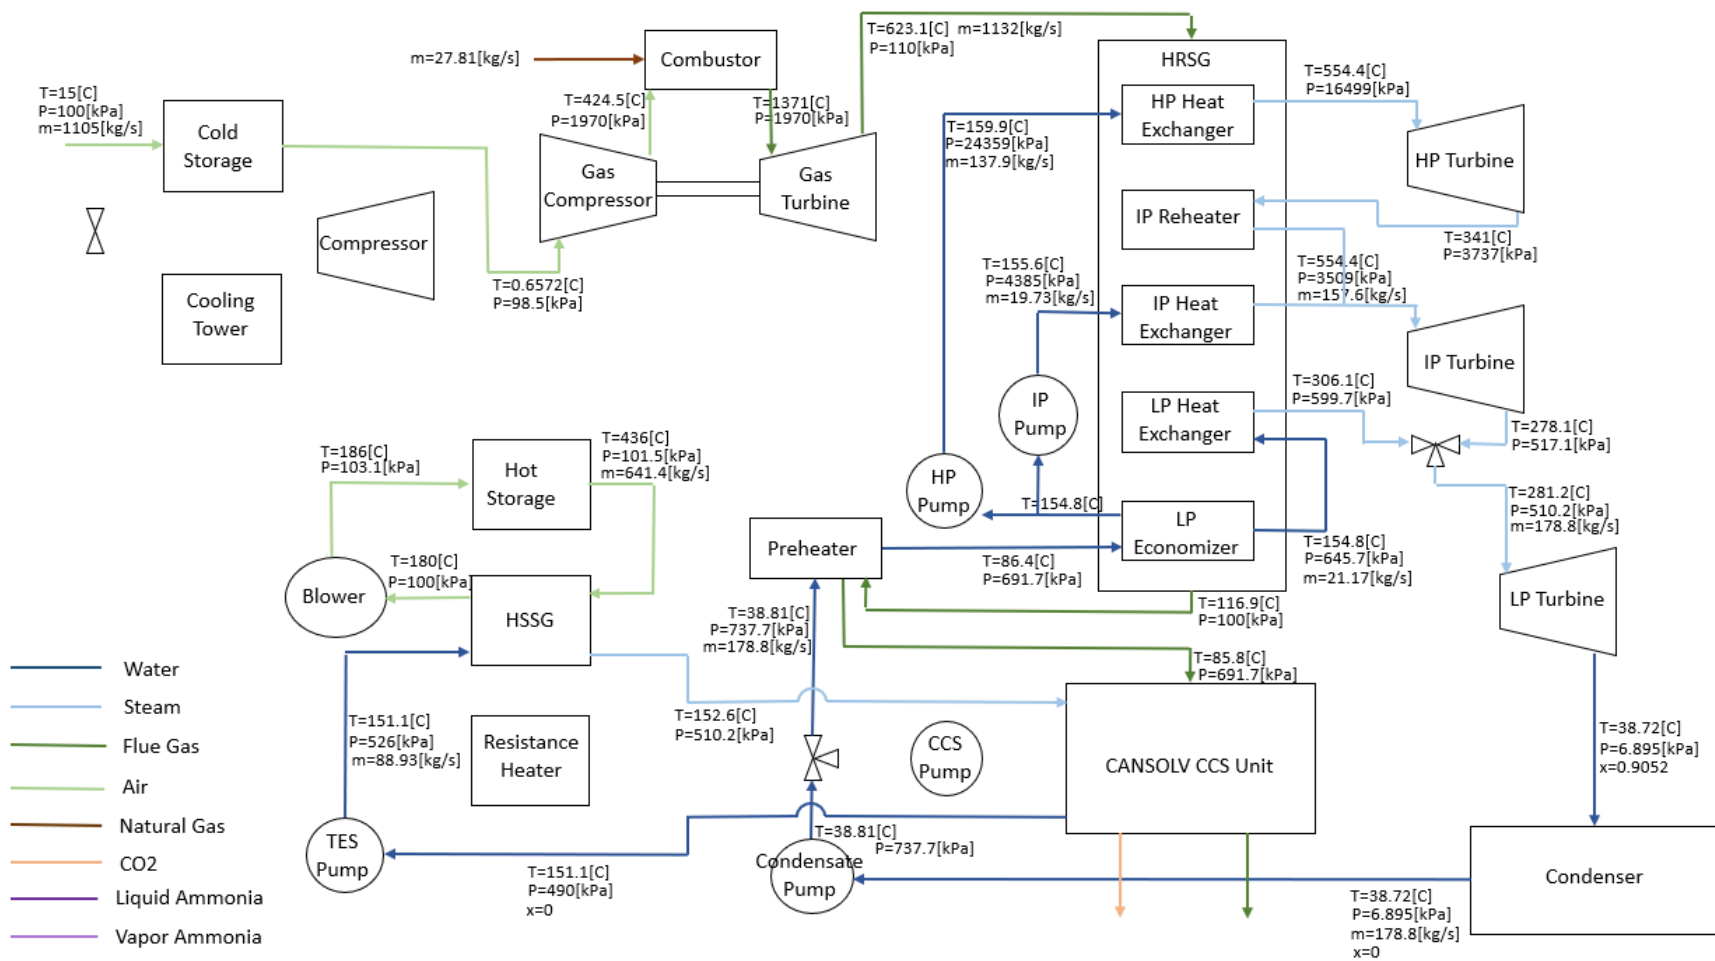 T=15[C]
P=100[kPa]
m=1105[kg/s]
Cold
Storage
Compressor
Cooling
Tower
m=27.81[kg/s]
Combustor
T=424.5[C]
P=1970[kPa]
T=1371[C]
P=1970[kPa]
Gas
Compressor
Gas
Turbine
T=0.6572[C]
P=98.5[kPa]
T=623.1[C] m=1132[kg/s]
P=110[kPa]
HRSG
HP Heat
Exchanger
T=554.4[C]
P=16499[kPa]
HP Turbine
T=159.9[C]
P=24359[kPa]
m=137.9[kg/s]
IP Reheater
T=341[C]
P=3737[kPa]
T=155.6[C]
P=4385[kPa]
m=19.73[kg/s]
IP Heat
Exchanger
T=554.4[C]
P=3509[kPa]
m=157.6[kg/s]
IP Turbine
IP
Pump
LP Heat
Exchanger
T=306.1[C]
P=599.7[kPa]
T=278.1[C]
P=517.1[kPa]
HP
Pump
T=154.8[C]
LP
Economizer
T=154.8[C]
P=645.7[kPa]
m=21.17[kg/s]
T=281.2[C]
P=510.2[kPa]
m=178.8[kg/s]
LP Turbine
T=186[C]
P=103.1[kPa]
Hot
Storage
T=436[C]
P=101.5[kPa]
m=641.4[kg/s]
Preheater
T=86.4[C]
P=691.7[kPa]
T=180[C]
P=100[kPa]
Blower
HSSG
T=38.81[C]
P=737.7[kPa]
m=178.8[kg/s]
T=116.9[C]
P=100[kPa]
T=85.8[C]
P=691.7[kPa]
T=151.1[C]
P=526[kPa]
m=88.93[kg/s]
Resistance
Heater
T=152.6[C]
P=510.2[kPa]
CCS
Pump
CANSOLV CCS Unit
T=38.72[C]
P=6.895[kPa]
x=0.9052
TES
Pump
T=151.1[C]
P=490[kPa]
x=0
T=38.81[C]
P=737.7[kPa]
Condensate
Pump
Condenser
T=38.72[C]
P=6.895[kPa]
m=178.8[kg/s]
x=0
Water
Steam
Flue Gas
Air
Natural Gas
CO2
Liquid Ammonia
Vapor Ammonia